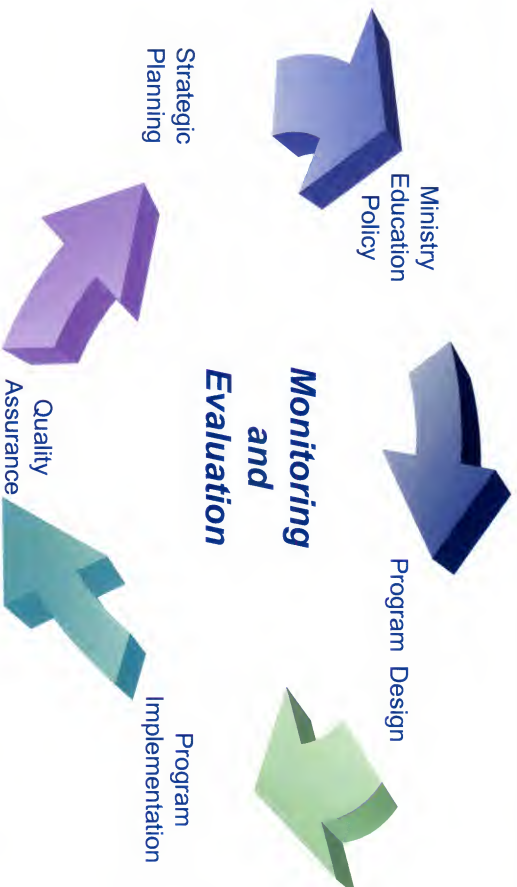 Ministry
Education
Policy
Program Design
Program
Implementation
Quality
Assurance
Strategic
Planning
Monitoring
and
Evaluation